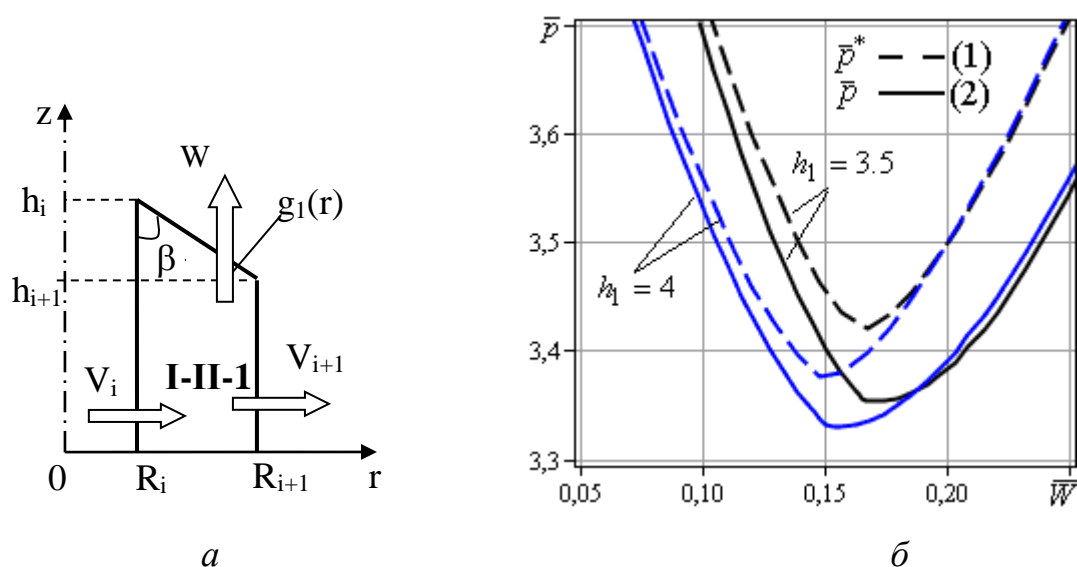 z
W
h_i
g_1(r)
β
h_{i+1}
V_i
I-II-1
V_{i+1}
0
R_i
R_{i+1}
r
а
p̅
p̅* (1)
p̅ (2)
3,6
h_1 = 3.5
3,5
h_1 = 4
3,4
3,3
0,05 0,10 0,15 0,20 W̅
б